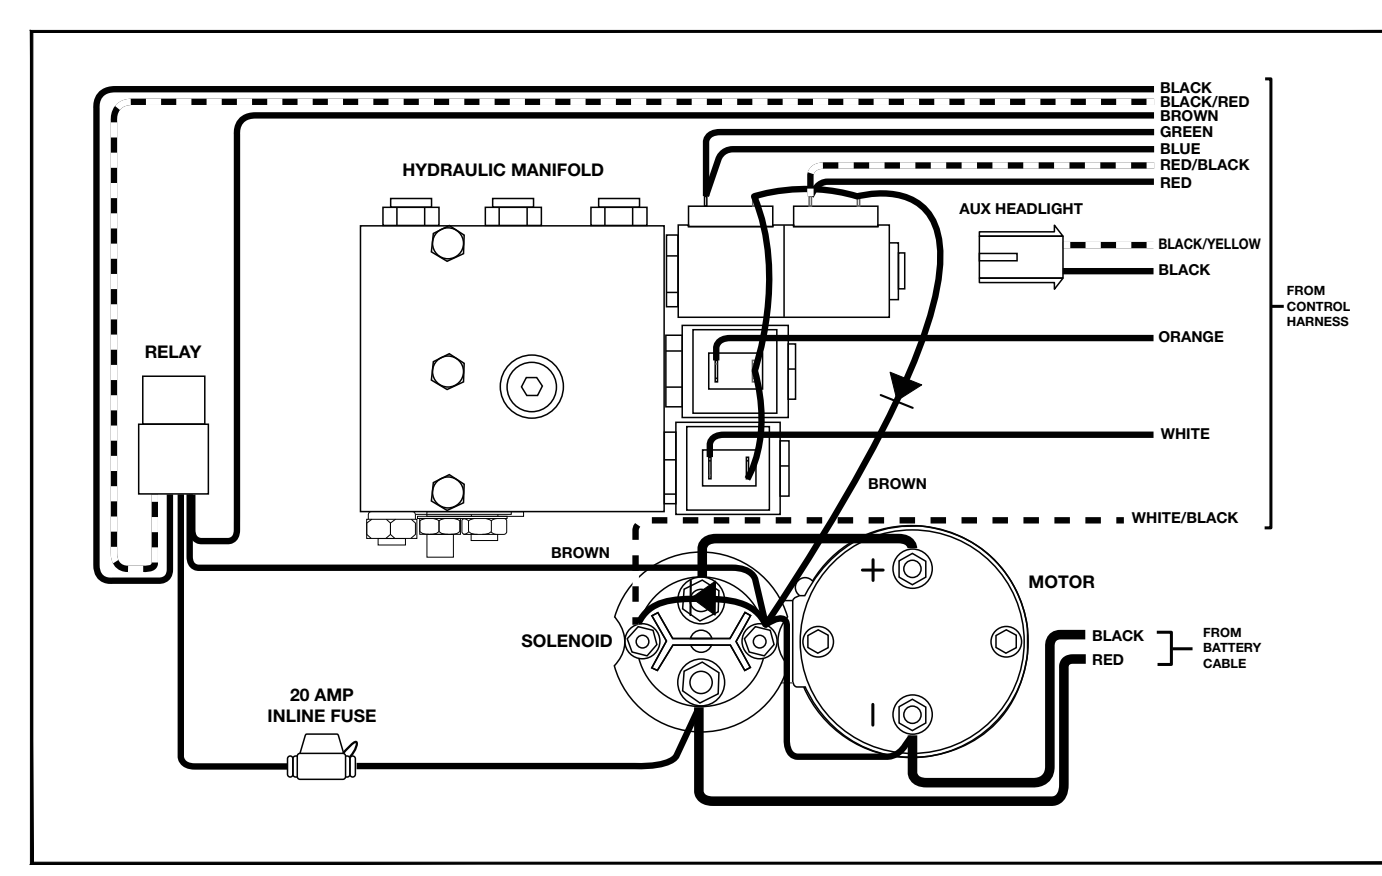 BLACK
BLACK/RED
BROWN
GREEN
BLUE
RED/BLACK
RED
HYDRAULIC MANIFOLD
AUX HEADLIGHT
BLACK/YELLOW
BLACK
FROM
CONTROL
HARNESS
ORANGE
RELAY
WHITE
BROWN
WHITE/BLACK
BROWN
+
MOTOR
SOLENOID
BLACK
RED
FROM
BATTERY
CABLE
20 AMP
INLINE FUSE